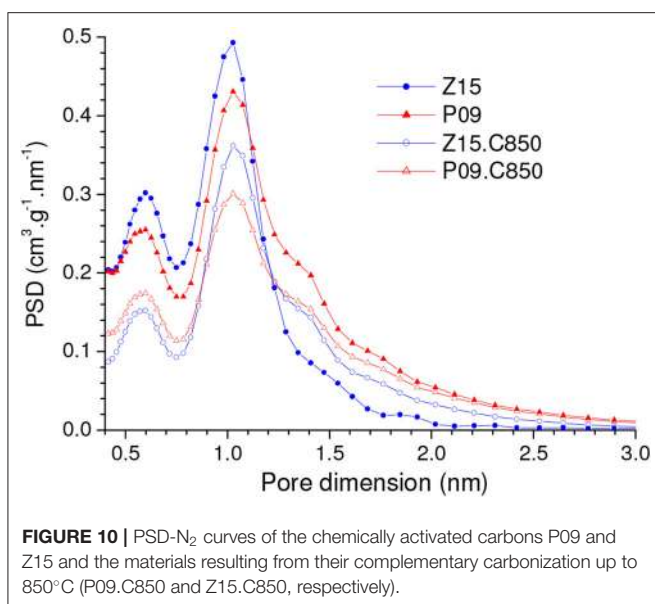 0.5
0.4
0.3
0.2
0.1
0.0
PSD (cm³.g⁻¹.nm⁻¹)
Z15
P09
Z15.C850
P09.C850
0.5 1.0 1.5 2.0 2.5 3.0
Pore dimension (nm)
FIGURE 10 | PSD-N₂ curves of the chemically activated carbons P09 and
Z15 and the materials resulting from their complementary carbonization up to
850°C (P09.C850 and Z15.C850, respectively).